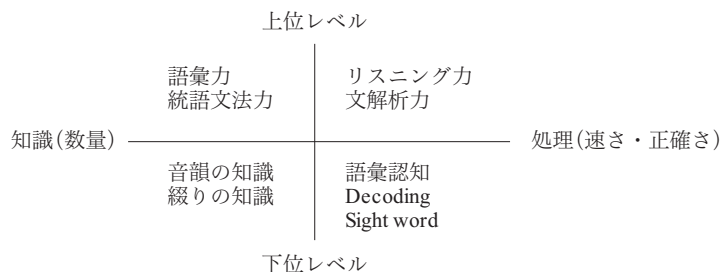 上位レベル
語彙力
統語文法力
リスニング力
文解析力
知識(数量)
処理(速さ・正確さ)
音韻の知識
綴りの知識
語彙認知
Decoding
Sight word
下位レベル